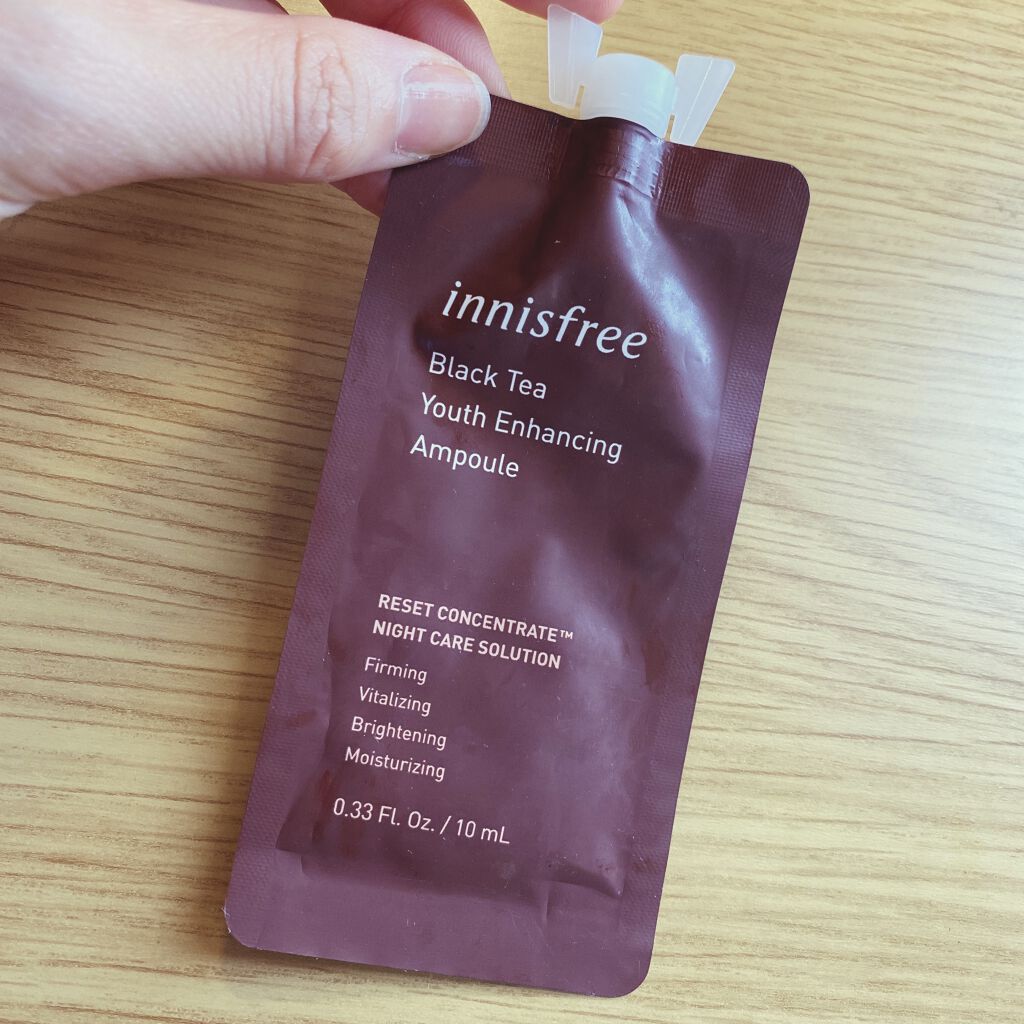 innisfree
Black Tea
Youth Enhancing
Ampoule
RESET CONCENTRATE™
NIGHT CARE SOLUTION
Firming
Vitalizing
Brightening
Moisturizing
0.33 Fl. Oz. / 10 mL